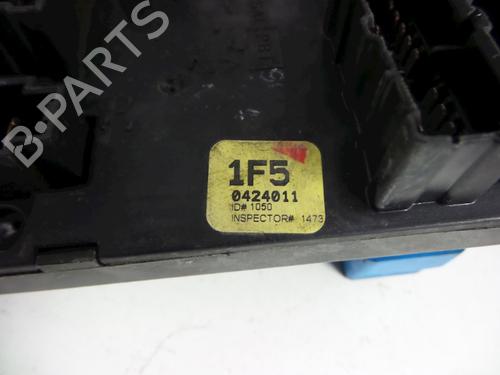 B-PARTS
1F5
0424011
ID# 1050
INSPECTOR# 1473